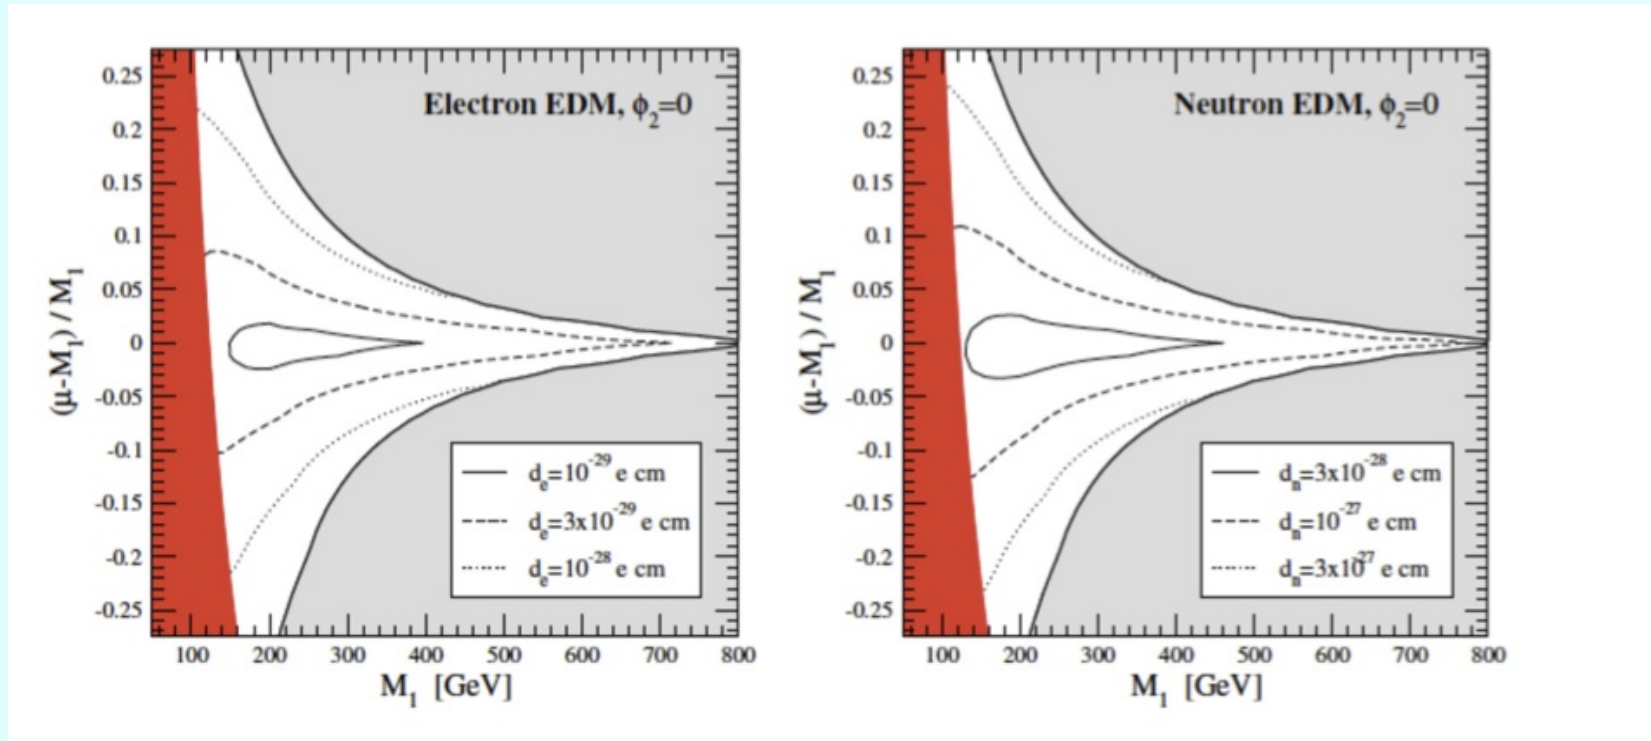 Electron EDM, ϕ₂=0
0.25
0.2
0.15
0.1
0.05
0
-0.05
-0.1
-0.15
-0.2
-0.25
(μ-M₁) / M₁
dₑ=10⁻²⁹ e cm
dₑ=3x10⁻²⁹ e cm
dₑ=10⁻²⁸ e cm
100 200 300 400 500 600 700 800
M₁ [GeV]
Neutron EDM, ϕ₂=0
0.25
0.2
0.15
0.1
0.05
0
-0.05
-0.1
-0.15
-0.2
-0.25
(μ-M₁) / M₁
dₙ=3x10⁻²⁸ e cm
dₙ=10⁻²⁷ e cm
dₙ=3x10⁻²⁷ e cm
100 200 300 400 500 600 700 800
M₁ [GeV]